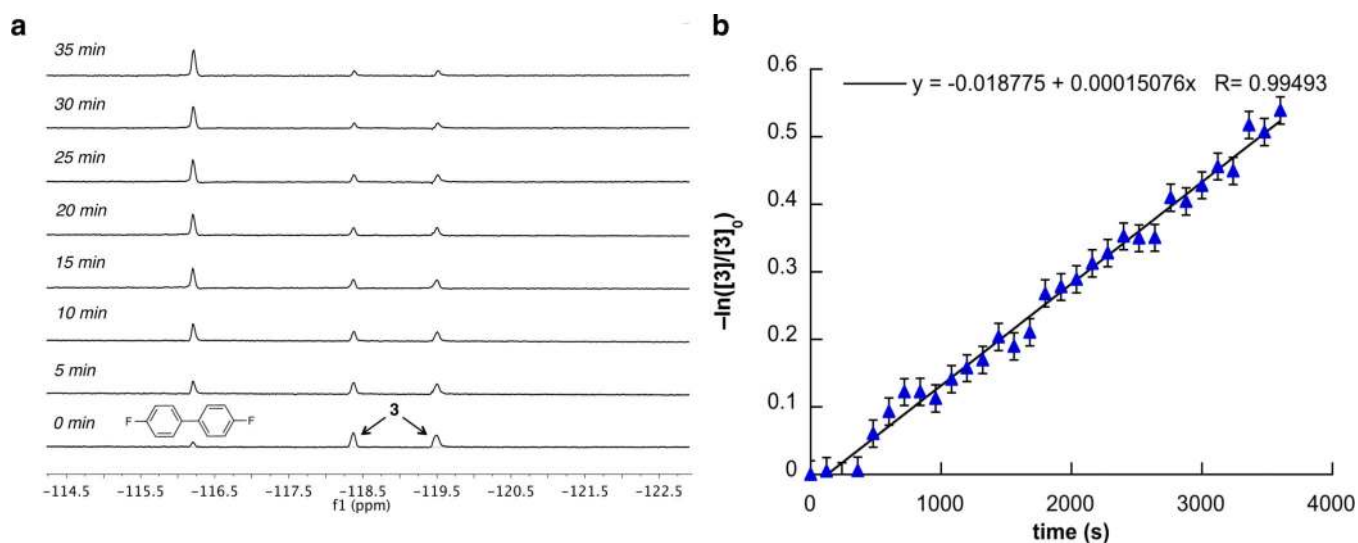 a
35 min
30 min
25 min
20 min
15 min
10 min
5 min
0 min
F
F
3
−114.5 −115.5 −116.5 −117.5 −118.5 −119.5 −120.5 −121.5 −122.5
f1 (ppm)
b
y = -0.018775 + 0.00015076x R= 0.99493
−ln([3]/[3]0)
0.6
0.5
0.4
0.3
0.2
0.1
0
0 1000 2000 3000 4000
time (s)